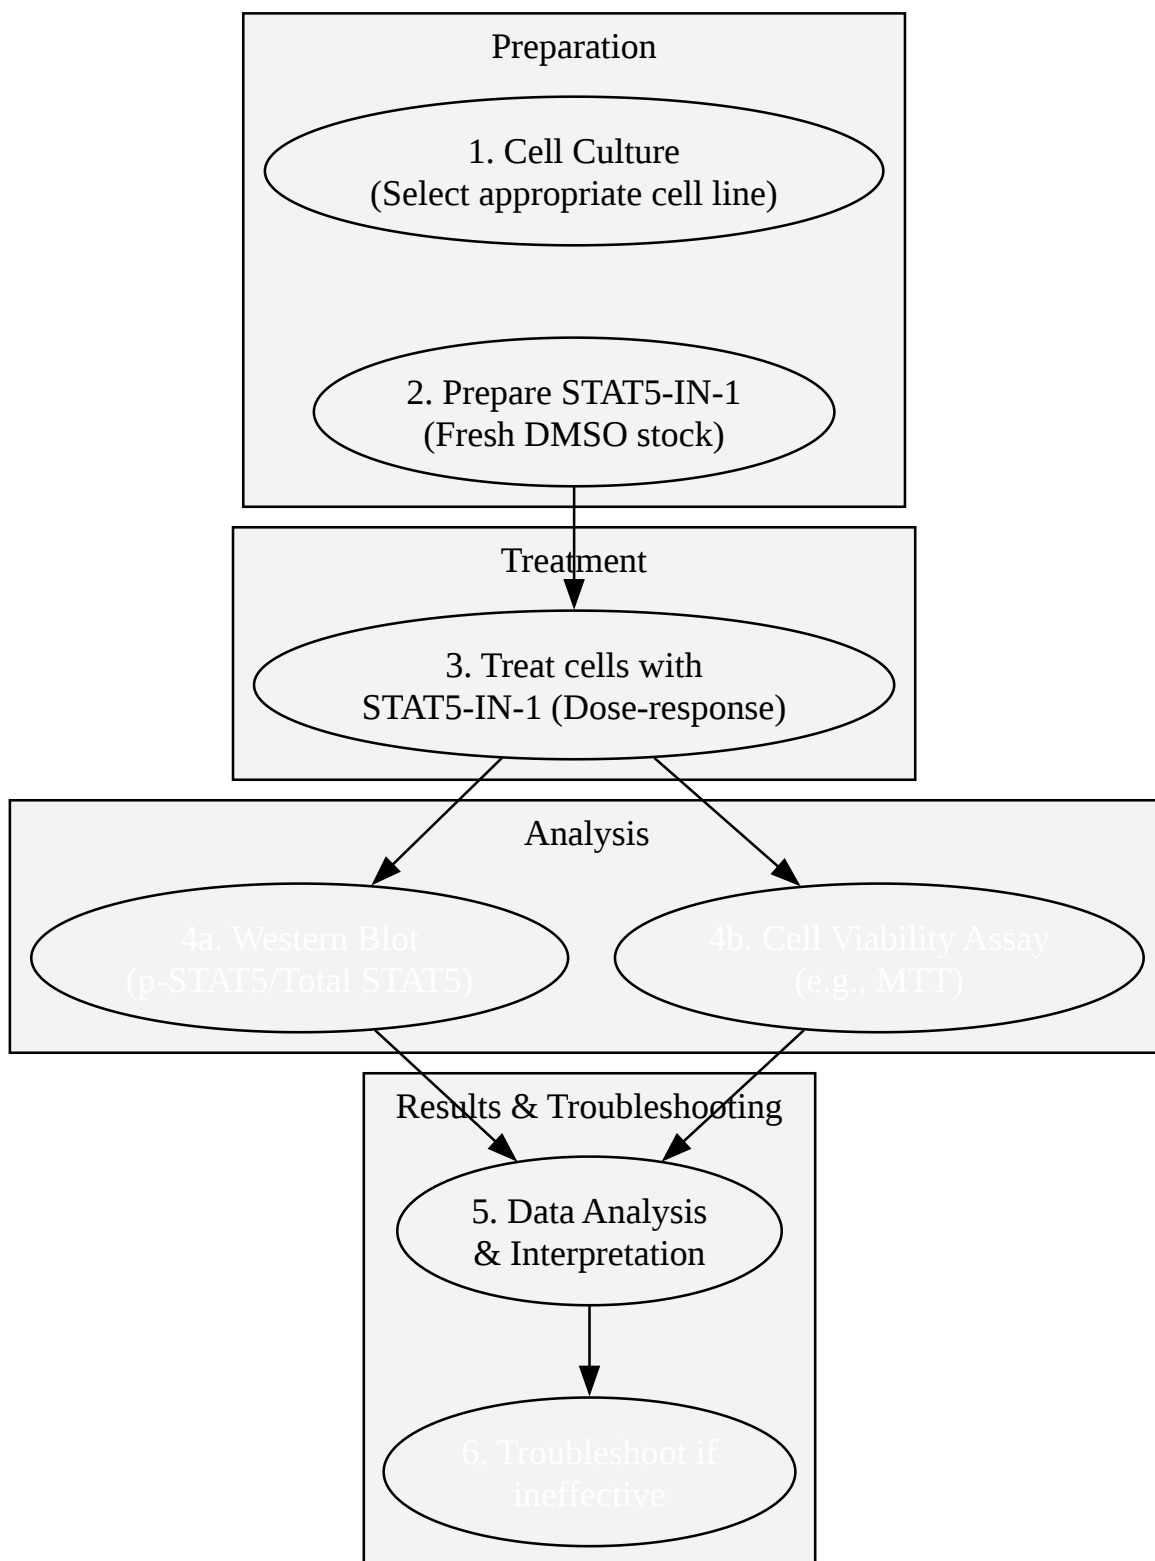 Preparation
1. Cell Culture
(Select appropriate cell line)
2. Prepare STAT5-IN-1
(Fresh DMSO stock)
Treatment
3. Treat cells with
STAT5-IN-1 (Dose-response)
Analysis
4a. Western Blot
(p-STAT5/Total STAT5)
4b. Cell Viability Assay
(e.g., MTT)
Results & Troubleshooting
5. Data Analysis
& Interpretation
6. Troubleshoot if
ineffective